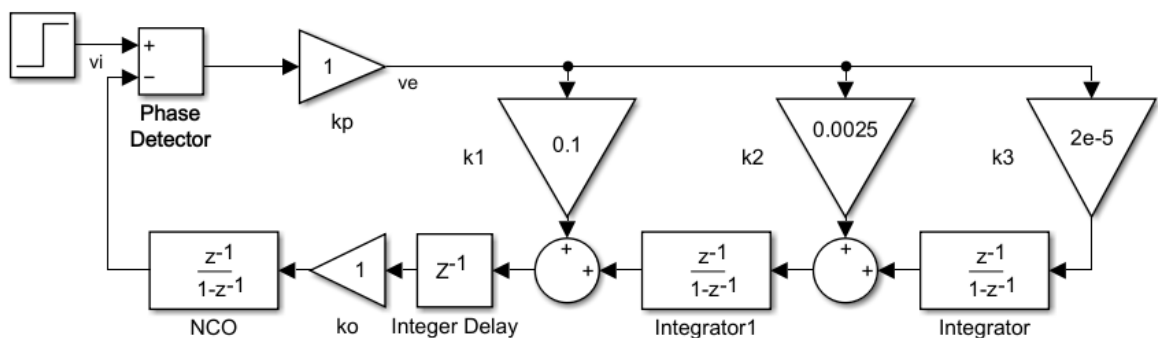 +
−
vi
Phase
Detector
1
kp
ve
0.1
k1
0.0025
k2
2e-5
k3
z-1
1-z-1
NCO
1
ko
Z-1
Integer Delay
+
+
z-1
1-z-1
Integrator1
+
+
z-1
1-z-1
Integrator